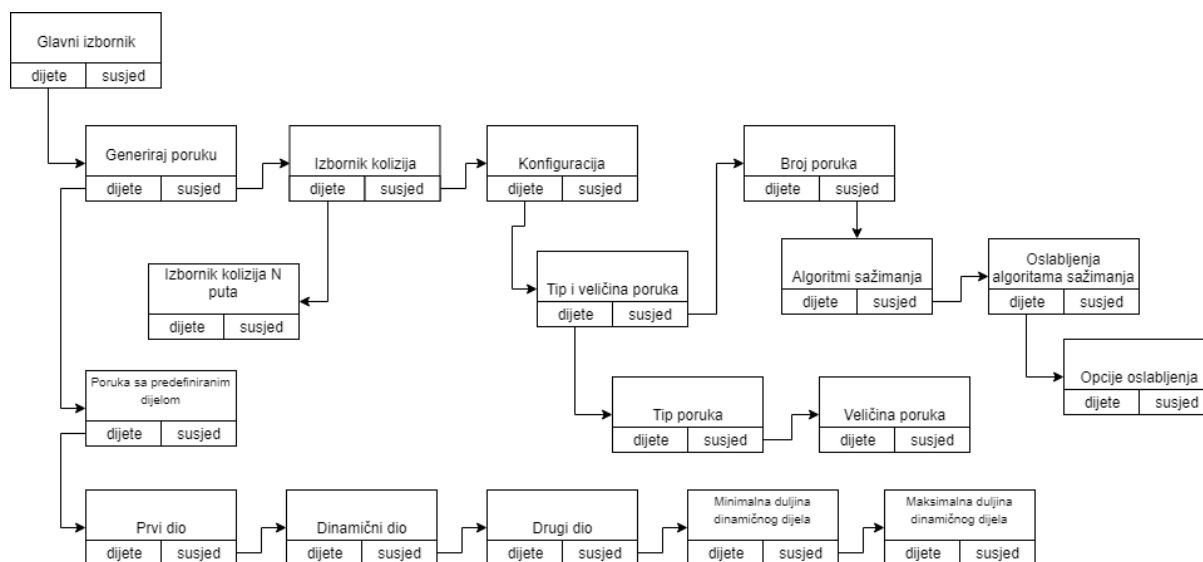 Glavni izbornik
dijete susjed
Generiraj poruku
dijete susjed
Izbornik kolizija
dijete susjed
Konfiguracija
dijete susjed
Broj poruka
dijete susjed
Izbornik kolizija N
puta
dijete susjed
Tip i veličina poruka
dijete susjed
Algoritmi sažimanja
dijete susjed
Oslabljenja
algoritama sažimanja
dijete susjed
Poruka sa predefiniranim
dijelom
dijete susjed
Tip poruka
dijete susjed
Veličina poruka
dijete susjed
Opcije oslabljenja
dijete susjed
Prvi dio
dijete susjed
Dinamični dio
dijete susjed
Drugi dio
dijete susjed
Minimalna duljina
dinamičnog dijela
dijete susjed
Maksimalna duljina
dinamičnog dijela
dijete susjed